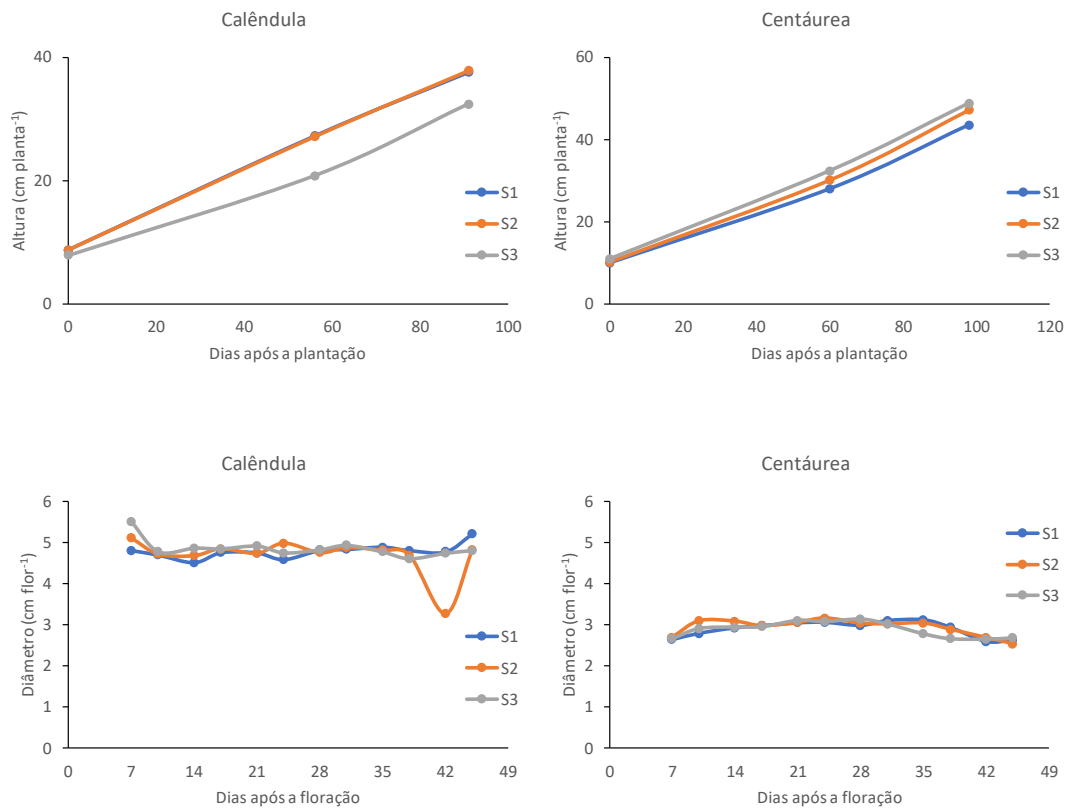 Calêndula
40
20
0
0 20 40 60 80 100
Altura (cm planta⁻¹)
Dias após a plantação
S1
S2
S3
Centáurea
60
40
20
0
0 20 40 60 80 100 120
Altura (cm planta⁻¹)
Dias após a plantação
S1
S2
S3
Calêndula
6
5
4
3
2
1
0
0 7 14 21 28 35 42 49
Diâmetro (cm flor⁻¹)
Dias após a floração
S1
S2
S3
Centáurea
6
5
4
3
2
1
0
0 7 14 21 28 35 42 49
Diâmetro (cm flor⁻¹)
Dias após a floração
S1
S2
S3